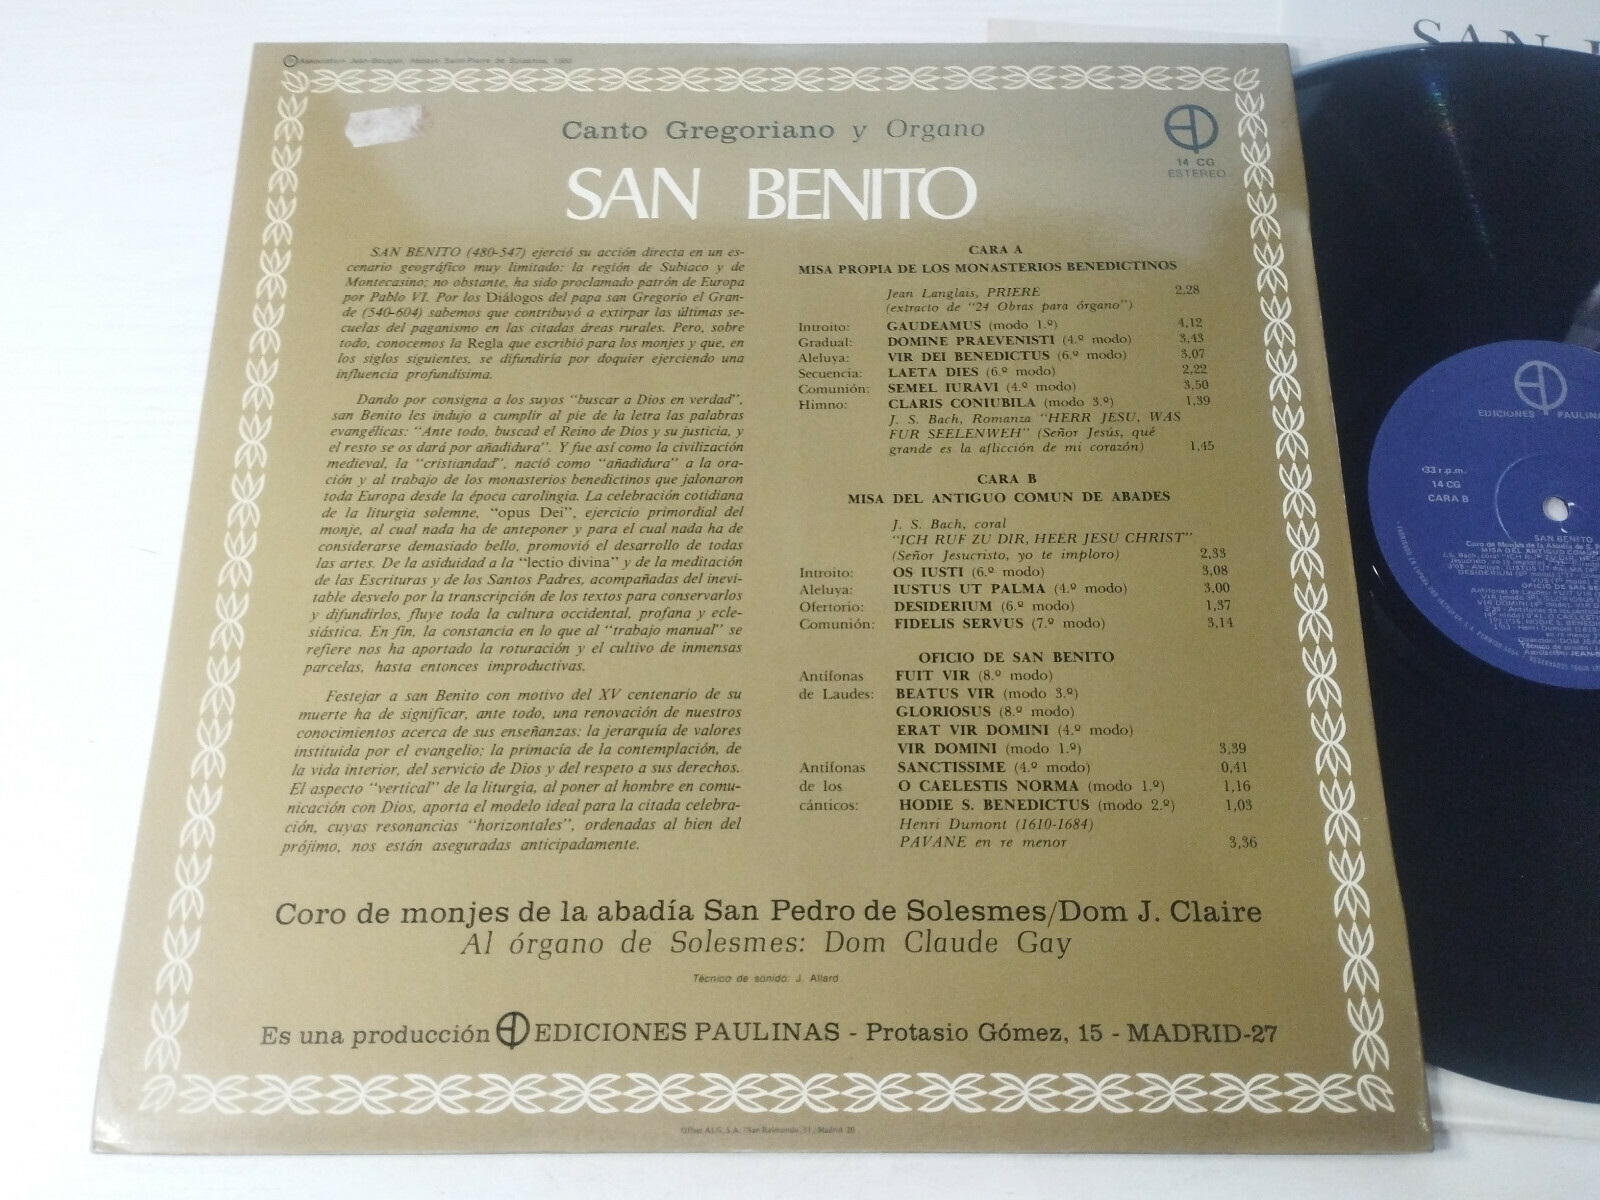 Association Jean-Bougler, Abbaye Saint-Pierre de Solesmes, 1980
Canto Gregoriano y Organo
SAN BENITO
14 CG
ESTEREO
SAN BENITO (480-547) ejerció su acción directa en un es-
cenario geográfico muy limitado: la región de Subiaco y de
Montecasino; no obstante, ha sido proclamado patrón de Europa
por Pablo VI. Por los Diálogos del papa san Gregorio el Gran-
de (540-604) sabemos que contribuyó a extirpar las últimas se-
cuelas del paganismo en las citadas áreas rurales. Pero, sobre
todo, conocemos la Regla que escribió para los monjes y que, en
los siglos siguientes, se difundiría por doquier ejerciendo una
influencia profundísima.
Dando por consigna a los suyos "buscar a Dios en verdad",
san Benito les indujo a cumplir al pie de la letra las palabras
evangélicas: "Ante todo, buscad el Reino de Dios y su justicia, y
el resto se os dará por añadidura". Y fue así como la civilización
medieval, la "cristiandad", nació como "añadidura" a la ora-
ción y al trabajo de los monasterios benedictinos que jalonaron
toda Europa desde la época carolingia. La celebración cotidiana
de la liturgia solemne, "opus Dei", ejercicio primordial del
monje, al cual nada ha de anteponer y para el cual nada ha de
considerarse demasiado bello, promovió el desarrollo de todas
las artes. De la asiduidad a la "lectio divina" y de la meditación
de las Escrituras y de los Santos Padres, acompañadas del inevi-
table desvelo por la transcripción de los textos para conservarlos
y difundirlos, fluye toda la cultura occidental, profana y ecle-
siástica. En fin, la constancia en lo que al "trabajo manual" se
refiere nos ha aportado la roturación y el cultivo de inmensas
parcelas, hasta entonces improductivas.
Festejar a san Benito con motivo del XV centenario de su
muerte ha de significar, ante todo, una renovación de nuestros
conocimientos acerca de sus enseñanzas: la jerarquía de valores
instituida por el evangelio; la primacía de la contemplación, de
la vida interior, del servicio de Dios y del respeto a sus derechos.
El aspecto "vertical" de la liturgia, al poner al hombre en comu-
nicación con Dios, aporta el modelo ideal para la citada celebra-
ción, cuyas resonancias "horizontales", ordenadas al bien del
prójimo, nos están aseguradas anticipadamente.
CARA A
MISA PROPIA DE LOS MONASTERIOS BENEDICTINOS
Jean Langlais, PRIERE 2,28
(extracto de "24 Obras para órgano")
Introito: GAUDEAMUS (modo 1.º) 4,12
Gradual: DOMINE PRAEVENISTI (4.º modo) 3,43
Aleluya: VIR DEI BENEDICTUS (6.º modo) 3,07
Secuencia: LAETA DIES (6.º modo) 2,22
Comunión: SEMEL IURAVI (4.º modo) 3,50
Himno: CLARIS CONIUBILA (modo 3.º) 1,39
J. S. Bach, Romanza "HERR JESU, WAS
FUR SEELENWEH" (Señor Jesús, qué
grande es la aflicción de mi corazón) 1,45
CARA B
MISA DEL ANTIGUO COMUN DE ABADES
J. S. Bach, coral
"ICH RUF ZU DIR, HEER JESU CHRIST"
(Señor Jesucristo, yo te imploro) 2,33
Introito: OS IUSTI (6.º modo) 3,08
Aleluya: IUSTUS UT PALMA (4.º modo) 3,00
Ofertorio: DESIDERIUM (6.º modo) 1,37
Comunión: FIDELIS SERVUS (7.º modo) 3,14
OFICIO DE SAN BENITO
Antífonas FUIT VIR (8.º modo)
de Laudes: BEATUS VIR (modo 3.º)
GLORIOSUS (8.º modo)
ERAT VIR DOMINI (4.º modo)
VIR DOMINI (modo 1.º) 3,39
Antífonas SANCTISSIME (4.º modo) 0,41
de los O CAELESTIS NORMA (modo 1.º) 1,16
cánticos: HODIE S. BENEDICTUS (modo 2.º) 1,03
Henri Dumont (1610-1684)
PAVANE en re menor 3,36
Coro de monjes de la abadía San Pedro de Solesmes/Dom J. Claire
Al órgano de Solesmes: Dom Claude Gay
Técnico de sonido: J. Allard
Es una producción EDICIONES PAULINAS - Protasio Gómez, 15 - MADRID-27
SAN
EDICIONES PAULINA
33 r.p.m.
14 CG
CARA B
SAN BENITO